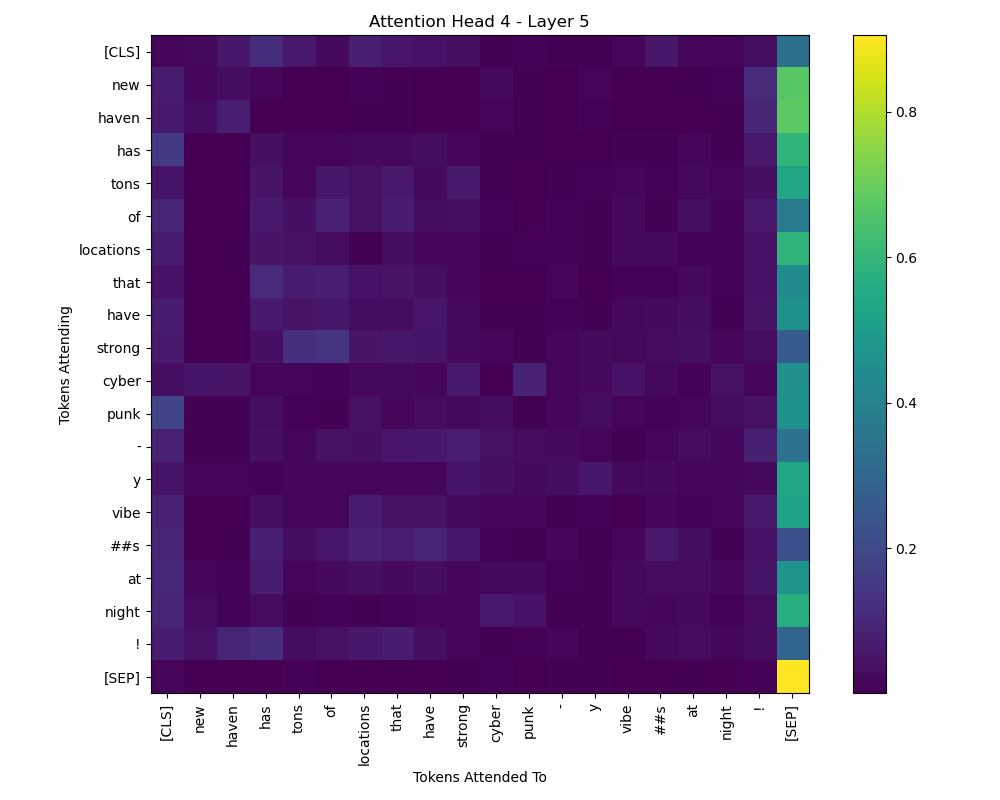 Attention Head 4 - Layer 5
Tokens Attending
[CLS]
new
haven
has
tons
of
locations
that
have
strong
cyber
punk
-
y
vibe
##s
at
night
!
[SEP]
[CLS]
new
haven
has
tons
of
locations
that
have
strong
cyber
punk
-
y
vibe
##s
at
night
!
[SEP]
Tokens Attended To
0.8
0.6
0.4
0.2